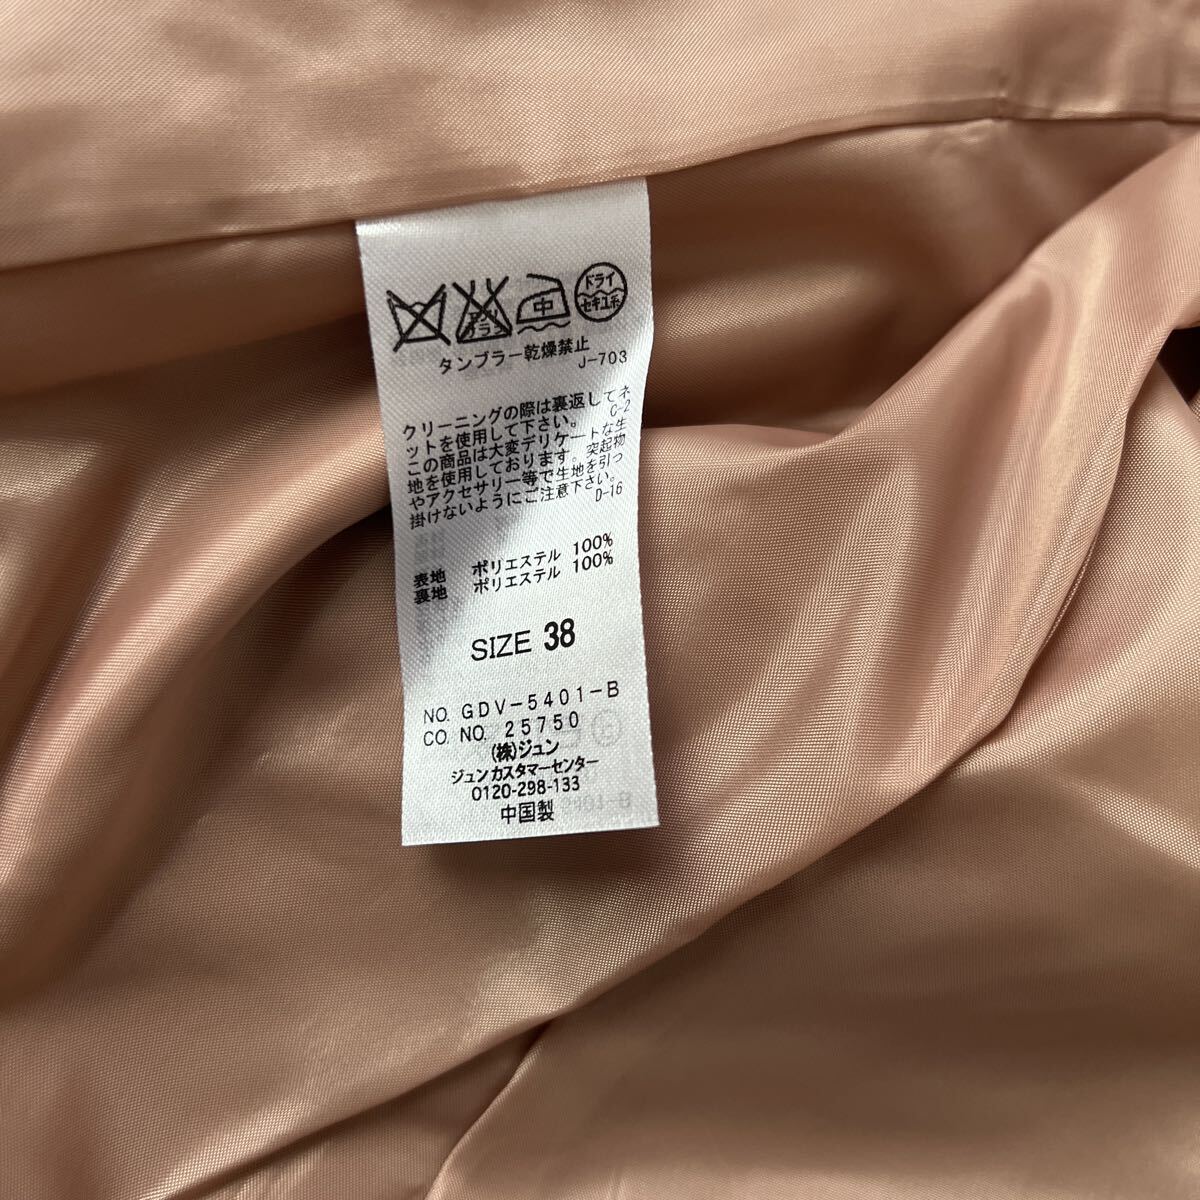 エンソ
サラシ
中
ドライ
セキユ系
タンブラー乾燥禁止
J-703
クリーニングの際は裏返してネ
ットを使用して下さい。 C-2
この商品は大変デリケートな生
地を使用しております。突起物
やアクセサリー等で生地を引っ
掛けないようにご注意下さい。
D-16
表地 ポリエステル 100%
裏地 ポリエステル 100%
SIZE 38
NO. GDV-5401-B
CO. NO. 25750
(株)ジュン
ジュンカスタマーセンター
0120-298-133
中国製